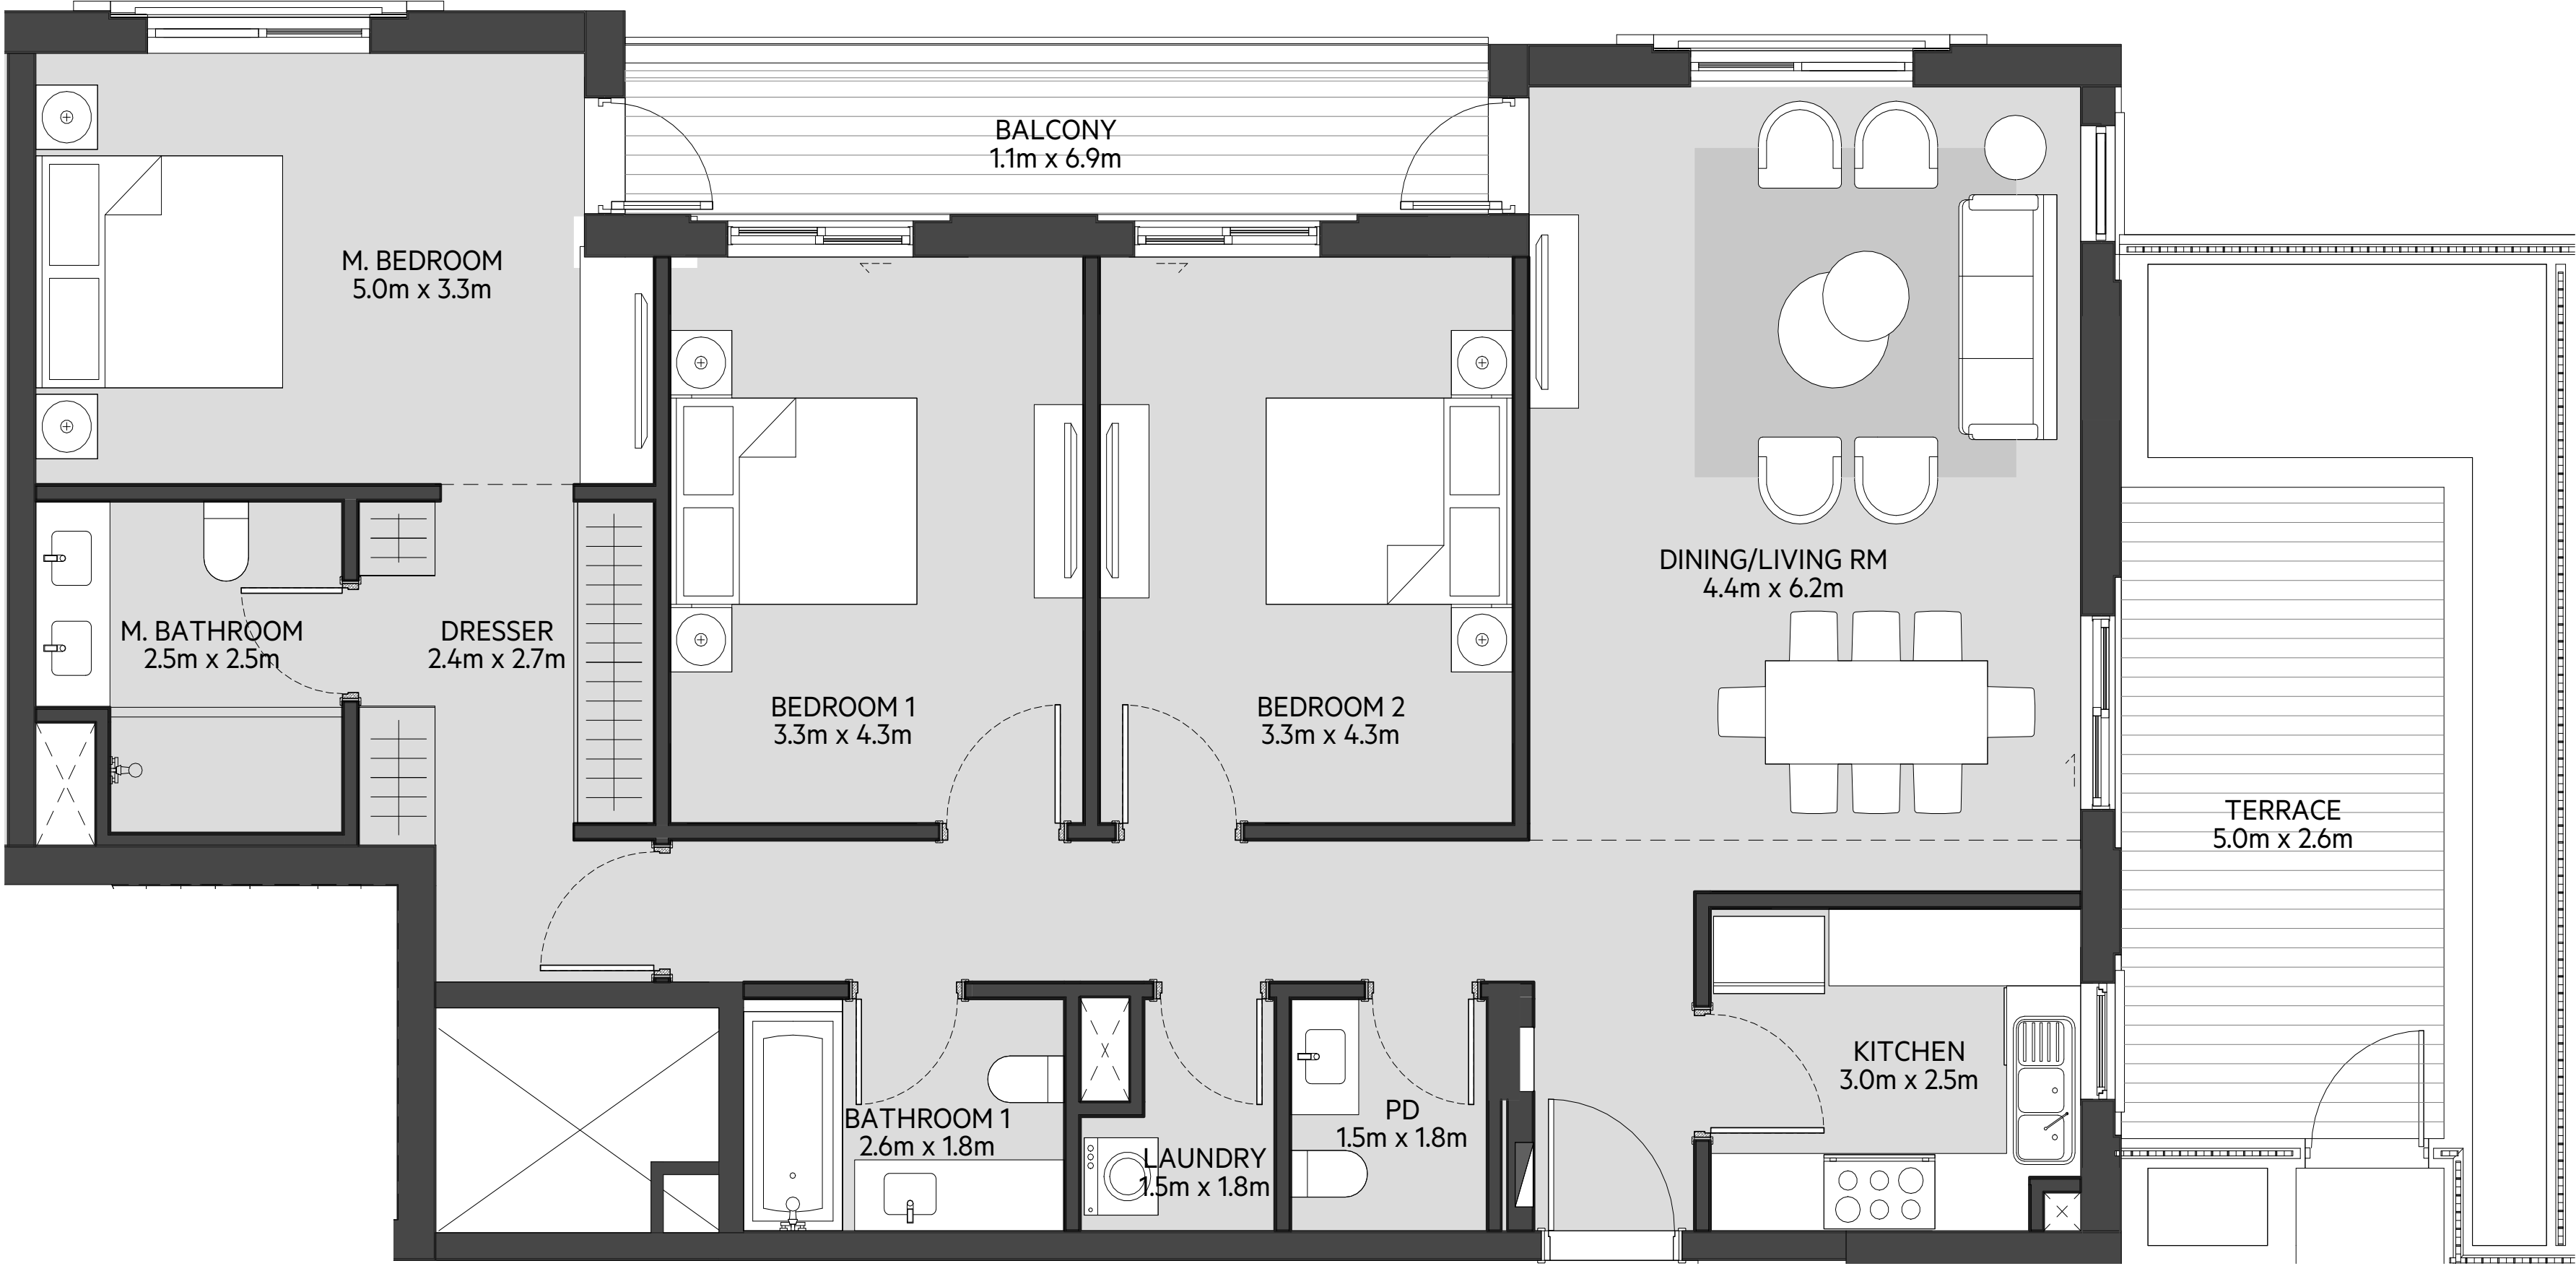 BALCONY
1.1m x 6.9m
M. BEDROOM
5.0m x 3.3m
DINING/LIVING RM
4.4m x 6.2m
M. BATHROOM
2.5m x 2.5m
DRESSER
2.4m x 2.7m
BEDROOM 1
3.3m x 4.3m
BEDROOM 2
3.3m x 4.3m
TERRACE
5.0m x 2.6m
KITCHEN
3.0m x 2.5m
BATHROOM 1
2.6m x 1.8m
LAUNDRY
1.5m x 1.8m
PD
1.5m x 1.8m